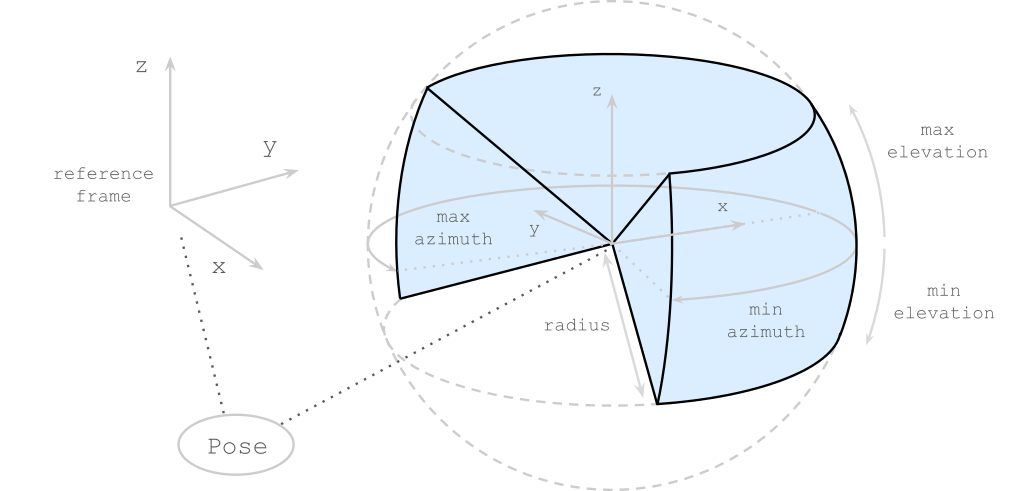 z
y
reference
frame
x
z
max
elevation
x
max
azimuth
y
min
elevation
min
azimuth
radius
Pose